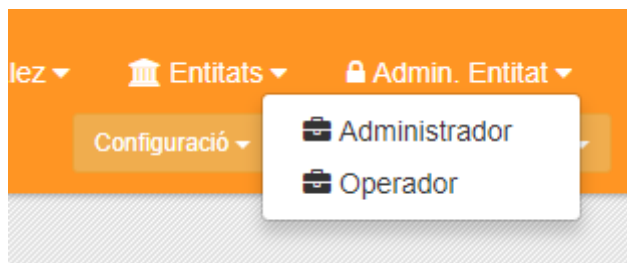 lez Entitats Admin. Entitat
Configuració Administrador
Operador